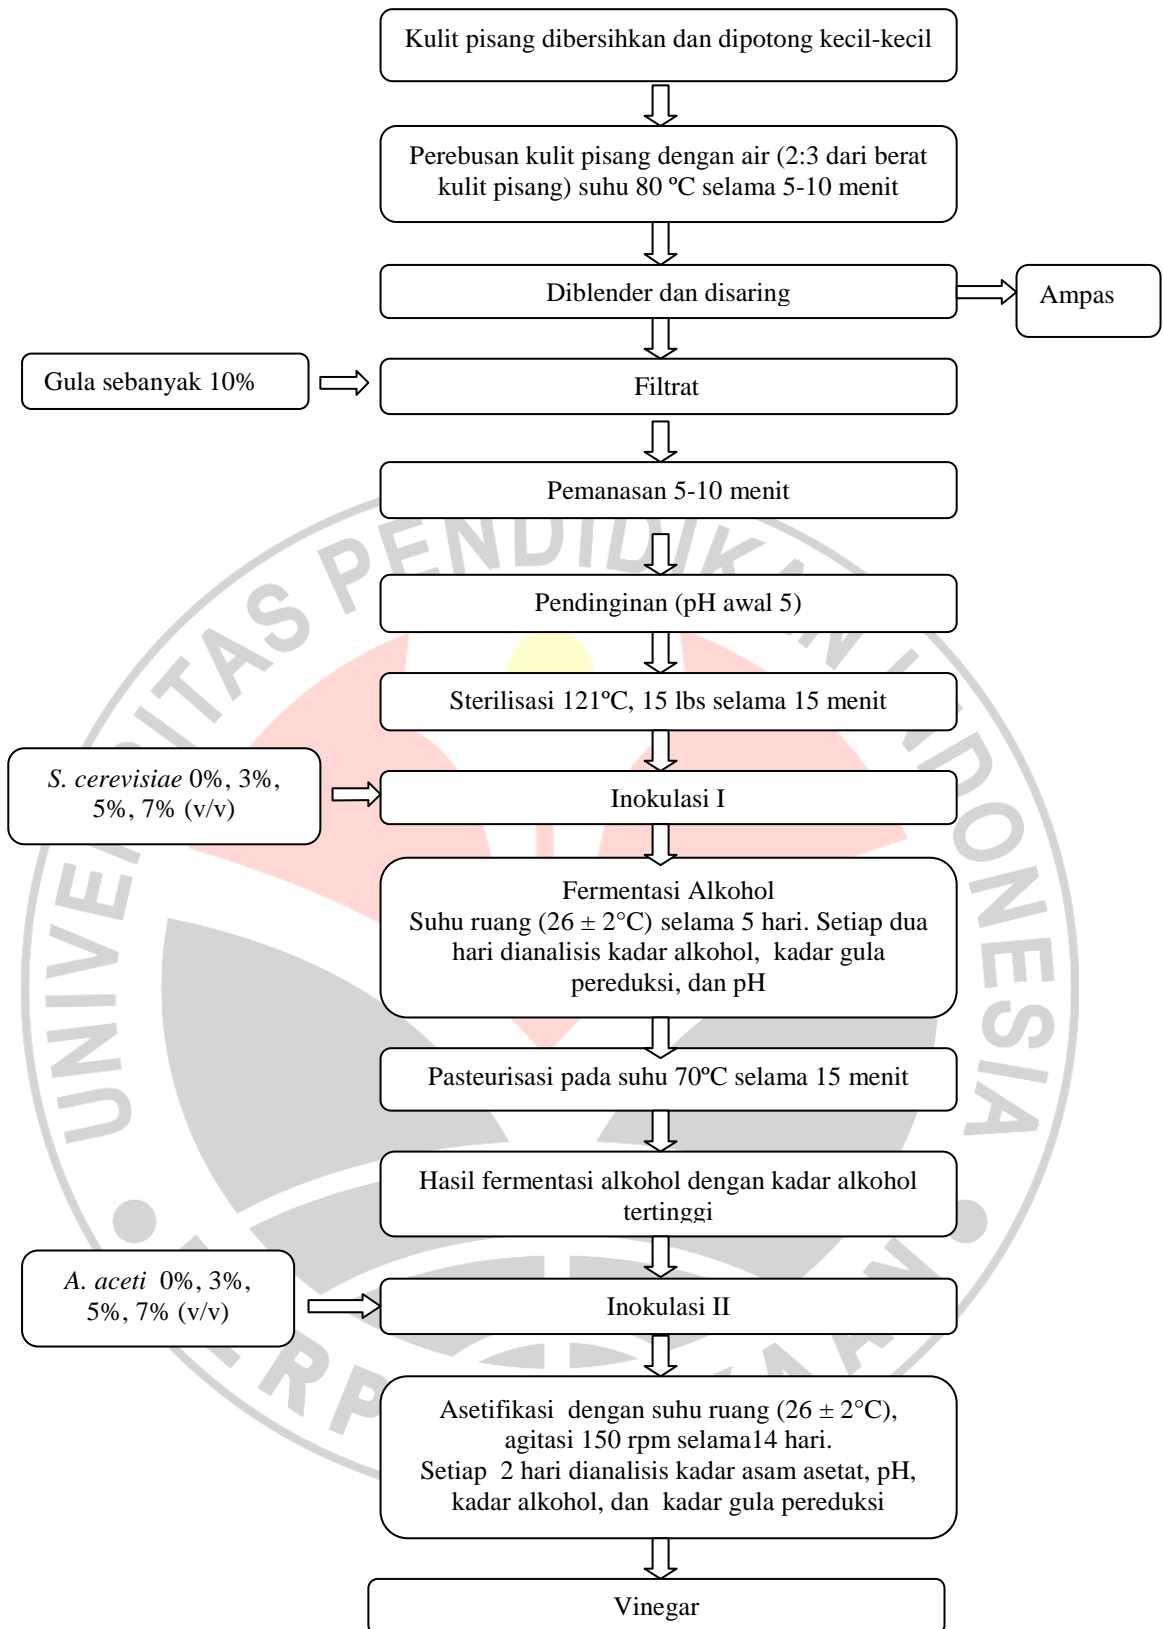 Kulit pisang dibersihkan dan dipotong kecil-kecil
Perebusan kulit pisang dengan air (2:3 dari berat
kulit pisang) suhu 80 ºC selama 5-10 menit
Diblender dan disaring
Ampas
Gula sebanyak 10%
Filtrat
Pemanasan 5-10 menit
Pendinginan (pH awal 5)
Sterilisasi 121ºC, 15 lbs selama 15 menit
S. cerevisiae 0%, 3%,
5%, 7% (v/v)
Inokulasi I
Fermentasi Alkohol
Suhu ruang (26 ± 2°C) selama 5 hari. Setiap dua
hari dianalisis kadar alkohol, kadar gula
pereduksi, dan pH
Pasteurisasi pada suhu 70ºC selama 15 menit
Hasil fermentasi alkohol dengan kadar alkohol
tertinggi
A. aceti 0%, 3%,
5%, 7% (v/v)
Inokulasi II
Asetifikasi dengan suhu ruang (26 ± 2°C),
agitasi 150 rpm selama14 hari.
Setiap 2 hari dianalisis kadar asam asetat, pH,
kadar alkohol, dan kadar gula pereduksi
Vinegar
UNIVERSITAS PENDIDIKAN INDONESIA